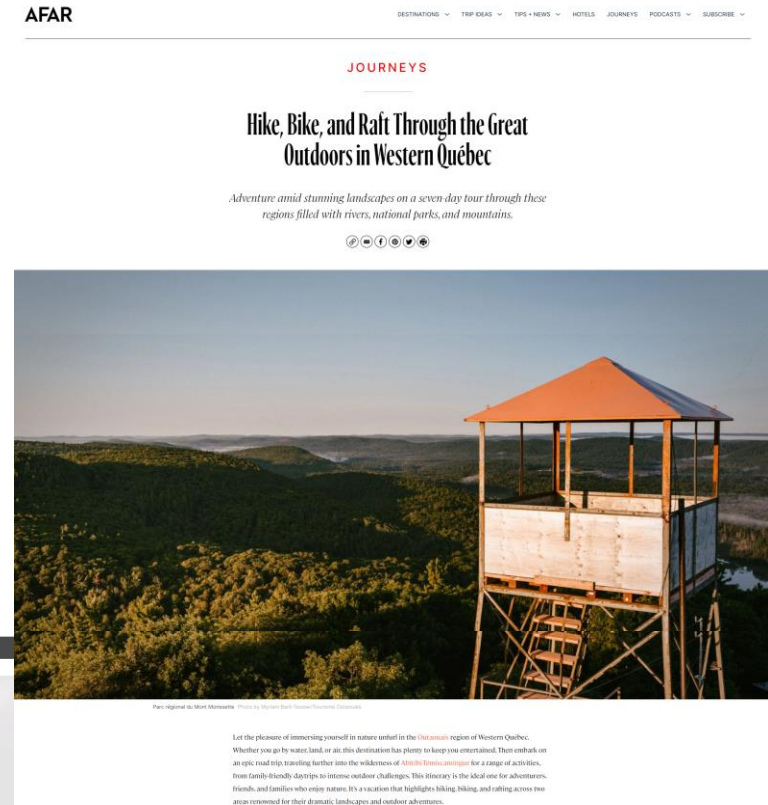 AFAR
DESTINATIONS TRIP IDEAS TIPS + NEWS HOTELS JOURNEYS PODCASTS SUBSCRIBE
JOURNEYS
Hike, Bike, and Raft Through the Great
Outdoors in Western Québec
Adventure amid stunning landscapes on a seven-day tour through these
regions filled with rivers, national parks, and mountains.
Parc régional du Mont Morissette Photo by
Let the pleasure of immersing yourself in nature unfurl in the Outaouais region of Western Québec.
Whether you go by water, land, or air, this destination has plenty to keep you entertained. Then embark on
an epic road trip, traveling further into the wilderness of Abitibi-Témiscamingue for a range of activities,
from family-friendly daytrips to intense outdoor challenges. This itinerary is the ideal one for adventurers,
friends, and families who enjoy nature. It's a vacation that highlights hiking, biking, and rafting across two
areas renowned for their dramatic landscapes and outdoor adventures.